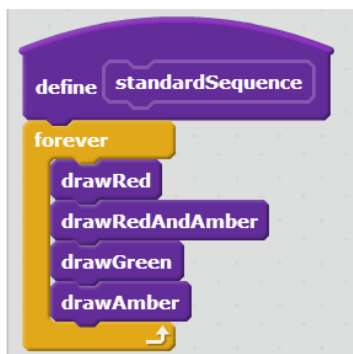 define standardSequence
forever
drawRed
drawRedAndAmber
drawGreen
drawAmber